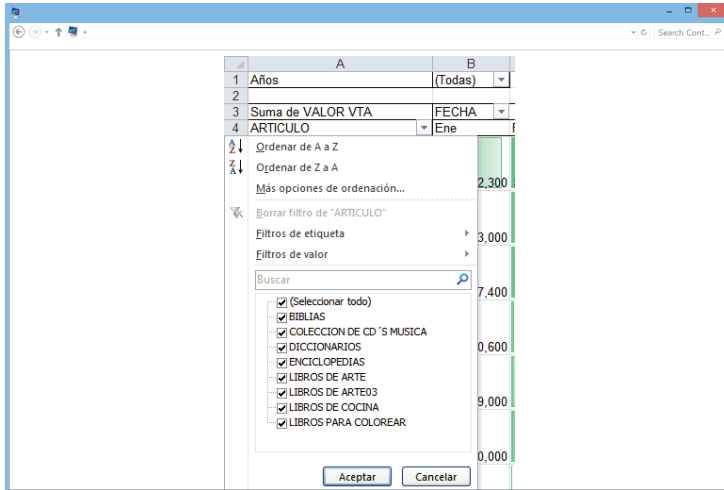 Search Cont... 
A B
1 Años (Todas)
2
3 Suma de VALOR VTA FECHA
4 ARTICULO Ene
Ordenar de A a Z
Ordenar de Z a A
Más opciones de ordenación...
2,300
Borrar filtro de "ARTICULO"
Filtros de etiqueta
3,000
Filtros de valor
Buscar
7,400
(Seleccionar todo)
BIBLIAS
COLECCION DE CD ´S MUSICA
DICCIONARIOS
0,600
ENCICLOPEDIAS
LIBROS DE ARTE
LIBROS DE ARTE03
9,000
LIBROS DE COCINA
LIBROS PARA COLOREAR
0,000
Aceptar Cancelar